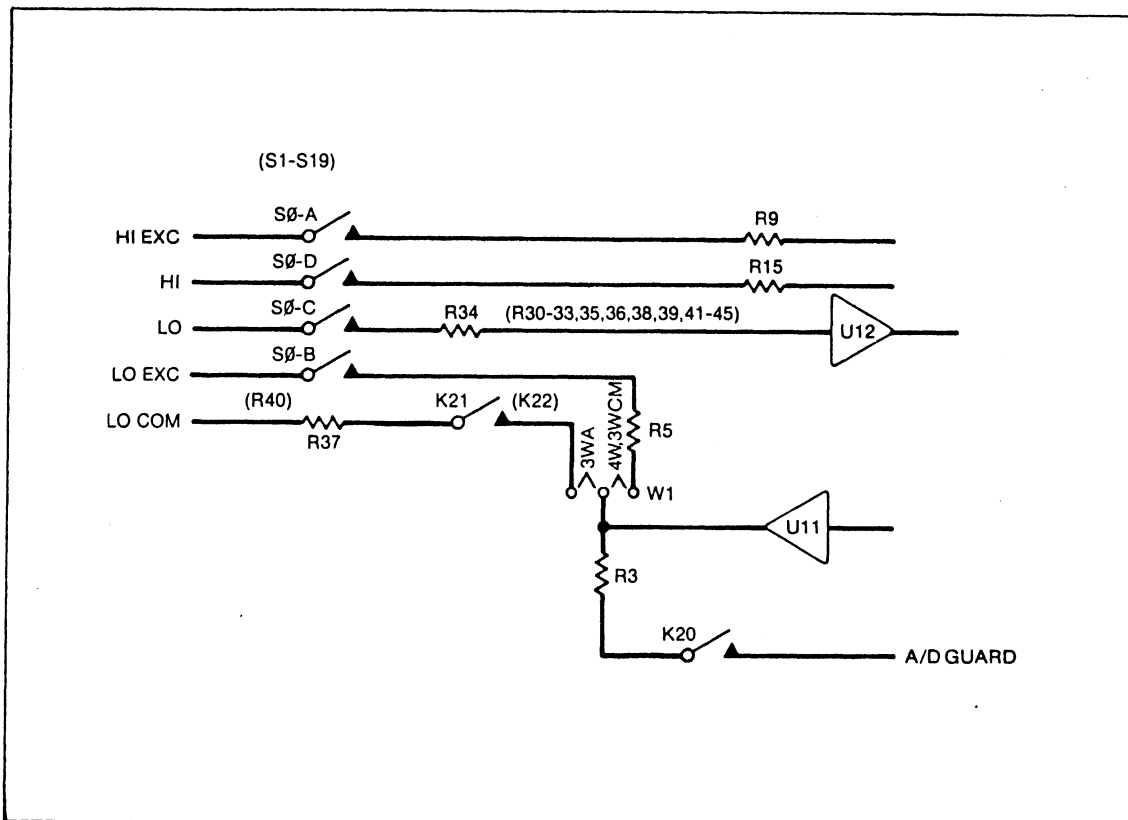 (S1-S19)
SØ-A
R9
HI EXC
SØ-D
R15
HI
SØ-C
R34
(R30-33,35,36,38,39,41-45)
LO
U12
SØ-B
LO EXC
(R40)
K21
(K22)
LO COM
R37
3WA
4W,3WCM
R5
W1
U11
R3
K20
A/D GUARD